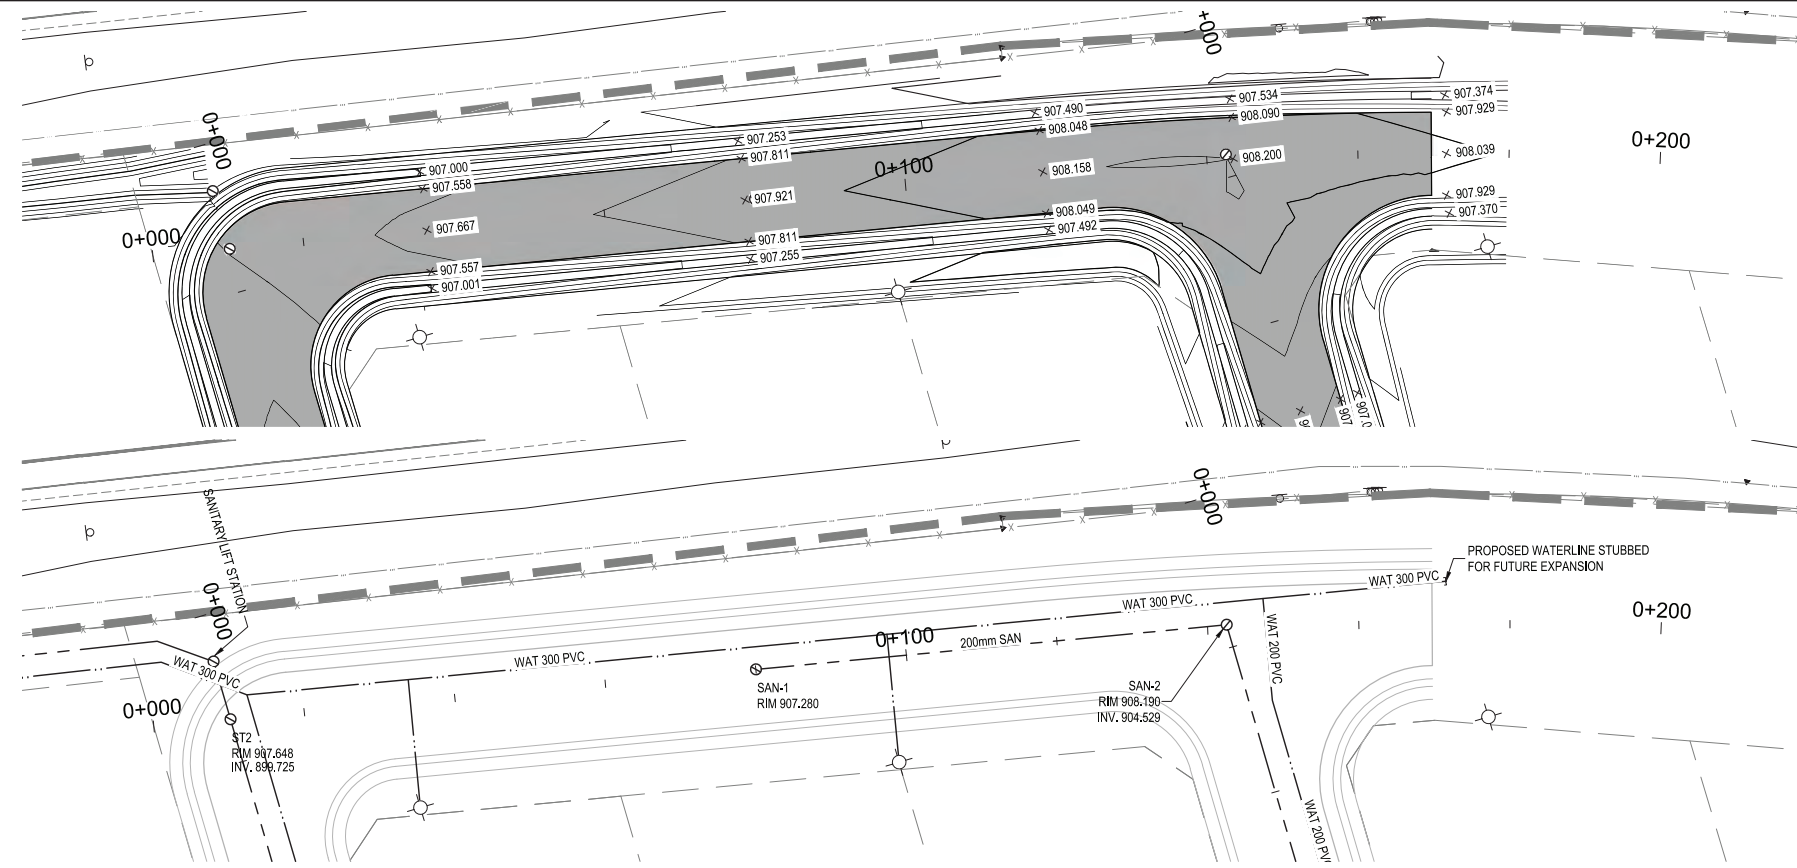 0+000
907.374
907.534
907.929
907.490
908.090
0+000
908.048
907.253
0+200
907.811
908.039
908.200
907.000
0+100
908.158
907.558
907.921
907.929
907.370
908.049
907.667
907.492
0+000
907.811
907.255
907.557
907.001
SANITARY LIFT STATION
0+000
PROPOSED WATERLINE STUBBED
FOR FUTURE EXPANSION
WAT 300 PVC
0+000
WAT 300 PVC
0+200
0+100
200mm SAN
WAT 200 PVC
WAT 300 PVC
WAT 300 PVC
SAN-1
RIM 907.280
SAN-2
RIM 908.190
INV. 904.529
0+000
ST2
RIM 907.648
INV. 899.725
WAT 200 PVC